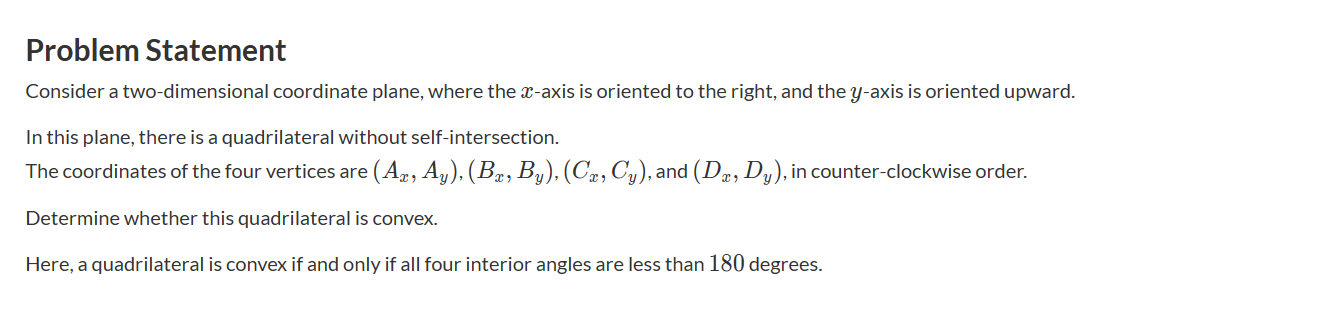 Problem Statement
Consider a two-dimensional coordinate plane, where the x-axis is oriented to the right, and the y-axis is oriented upward.
In this plane, there is a quadrilateral without self-intersection.
The coordinates of the four vertices are (A_x, A_y), (B_x, B_y), (C_x, C_y), and (D_x, D_y), in counter-clockwise order.
Determine whether this quadrilateral is convex.
Here, a quadrilateral is convex if and only if all four interior angles are less than 180 degrees.